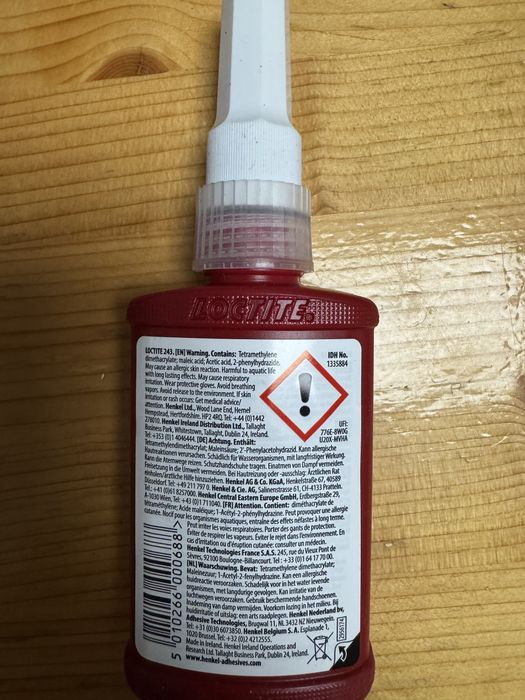 LOCTITE®
LOCTITE 243. [EN] Warning. Contains: Tetramethylene
dimethacrylate; maleic acid; Acetic acid, 2-phenylhydrazide.
May cause an allergic skin reaction. Harmful to aquatic life
with long lasting effects. May cause respiratory
irritation. Wear protective gloves. Avoid breathing
vapors. Avoid release to the environment. If skin
irritation or rash occurs: Get medical advice/
attention. Henkel Ltd., Wood Lane End, Hemel
Hempstead, Hertfordshire. HP2 4RQ, Tel: +44 (0)1442
278010. Henkel Ireland Distribution Ltd., Tallaght
Business Park, Whitestown, Tallaght, Dublin 24, Ireland.
Tel: +353 (0)1 4046444. [DE] Achtung. Enthält:
Tetramethylendimethacrylat; Maleinsäure; 2'-Phenylacetohydrazid. Kann allergische
Hautreaktionen verursachen. Schädlich für Wasserorganismen, mit langfristiger Wirkung.
Kann die Atemwege reizen. Schutzhandschuhe tragen. Einatmen von Dampf vermeiden.
Freisetzung in die Umwelt vermeiden. Bei Hautreizung oder -ausschlag: Ärztlichen Rat
einholen/ärztliche Hilfe hinzuziehen. Henkel AG & Co. KGaA, Henkelstraße 67, 40589
Düsseldorf. Tel: +49 211 797 0. Henkel & Cie. AG, Salinenstrasse 61, CH-4133 Pratteln.
Tel.: +41 (0)61 8257000. Henkel Central Eastern Europe GmbH, Erdbergstraße 29,
A-1030 Wien, Tel: +43 (0)1 711040. [FR] Attention. Contient: diméthacrylate de
tétraméthylène; Acide maléique; 1-Acétyl-2-phénylhydrazine. Peut provoquer une allergie
cutanée. Nocif pour les organismes aquatiques, entraîne des effets néfastes à long terme.
Peut irriter les voies respiratoires. Porter des gants de protection.
Éviter de respirer les vapeurs. Éviter le rejet dans l'environnement. En
cas d'irritation ou d'éruption cutanée: consulter un médecin.
Henkel Technologies France S.A.S. 245, rue du Vieux Pont de
Sèvres, 92100 Boulogne-Billancourt. Tel: +33 (0)1 64 17 70 00.
[NL] Waarschuwing. Bevat: Tetramethylene dimethacrylate;
Maleinezuur; 1-Acetyl-2-fenylhydrazine. Kan een allergische
huidreactie veroorzaken. Schadelijk voor in het water levende
organismen, met langdurige gevolgen. Kan irritatie van de
luchtwegen veroorzaken. Gebruik beschermende handschoenen.
Inademing van damp vermijden. Voorkom lozing in het milieu. Bij
huidirritatie of uitslag: een arts raadplegen. Henkel Nederland bv,
Adhesive Technologies, Brugwal 11, NL 3432 NZ Nieuwegein.
Tel: +31 (0)30 6073850. Henkel Belgium S.A. Esplanade 1,
1020 Brussel. Tel: +32 (0)2 4212555.
Made in Ireland. Henkel Ireland Operations and
Research Ltd. Tallaght Business Park, Dublin 24, Ireland.
www.henkel-adhesives.com
IDH No.
1335884
UFI:
776E-8W0G
U20X-MVHA
5 010266 000688 >
2956574